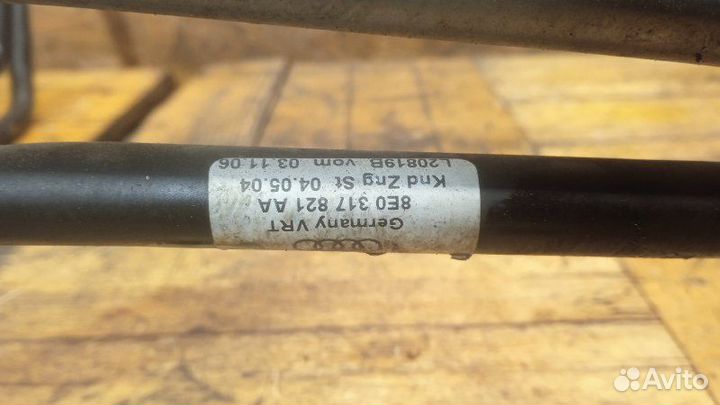 Germany VRT
8E0 317 821 AA
Knd Zng St 04.05.04
L20819B vom 03.11.06
Avito